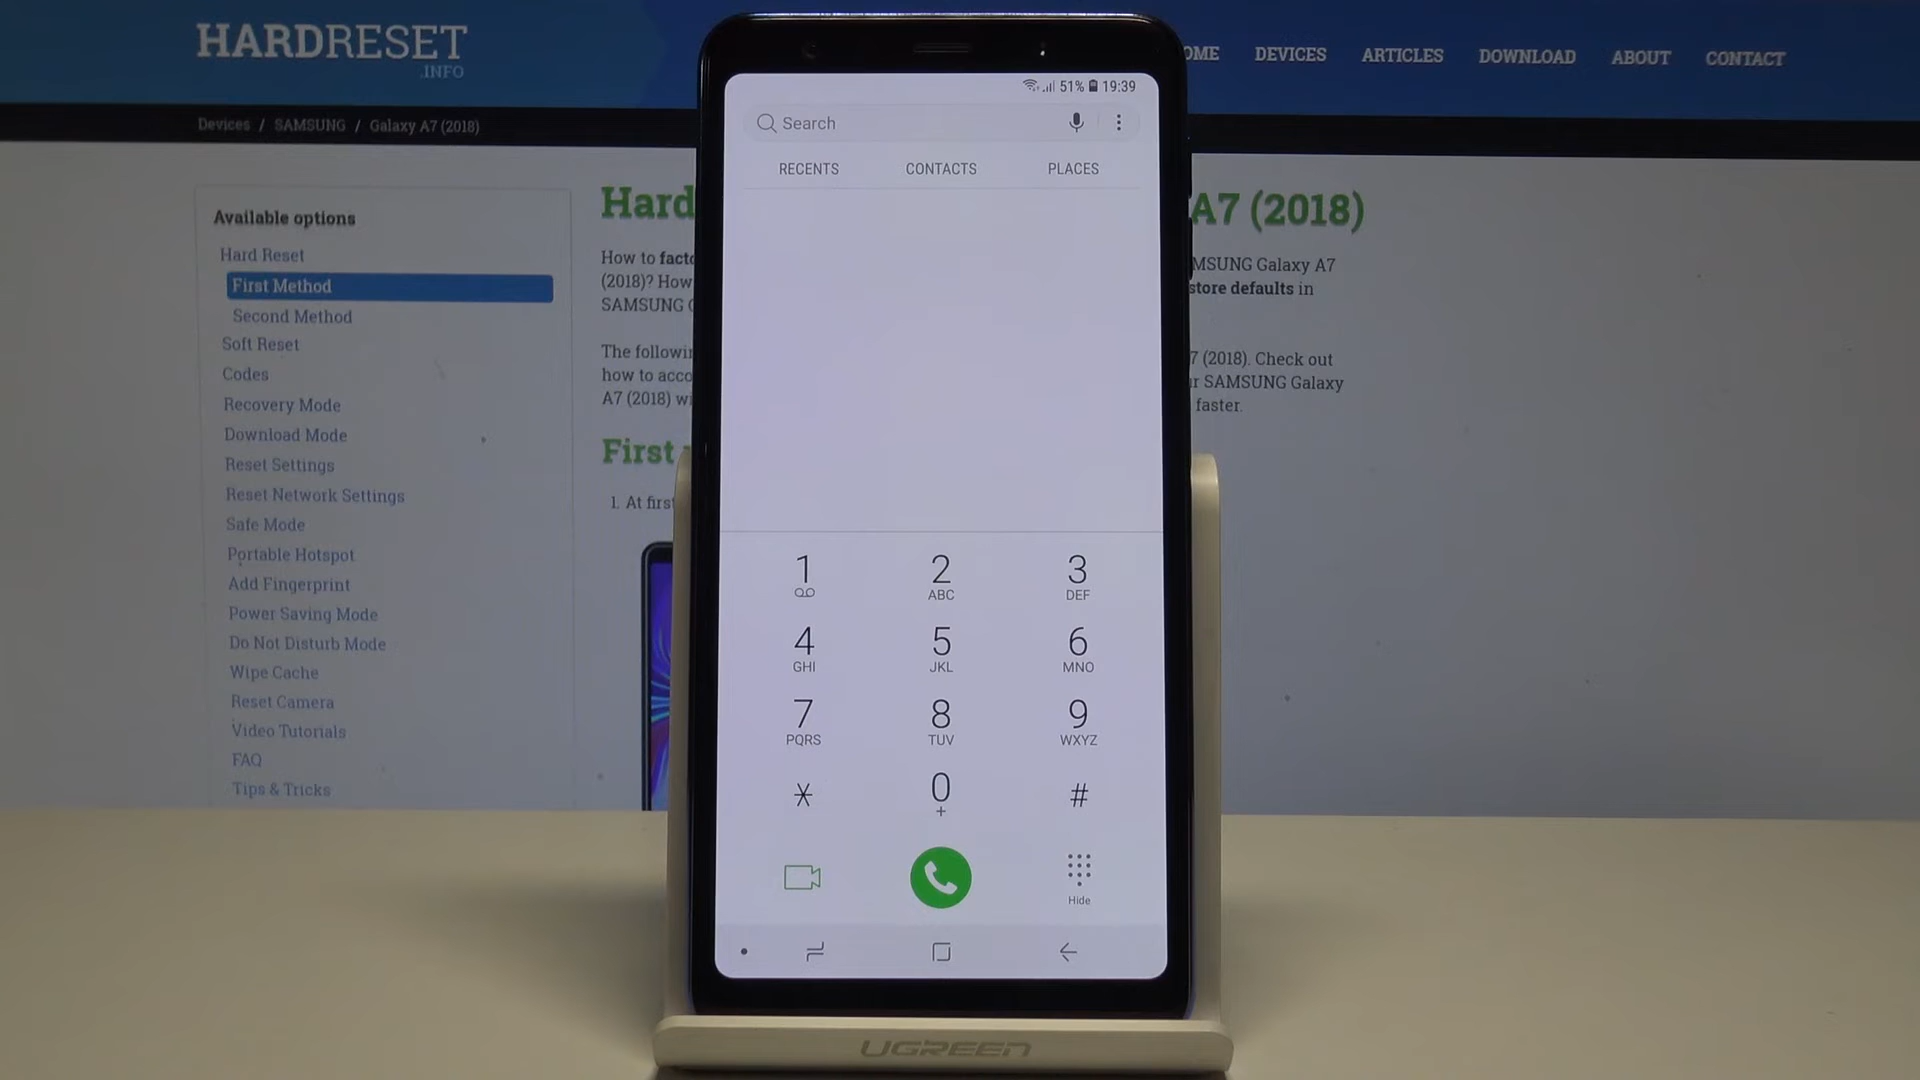 HARDRESET
.INFO
OME DEVICES ARTICLES DOWNLOAD ABOUT CONTACT
Devices / SAMSUNG / Galaxy A7 (2018)
Available options
Hard Reset
First Method
Second Method
Soft Reset
Codes
Recovery Mode
Download Mode
Reset Settings
Reset Network Settings
Safe Mode
Portable Hotspot
Add Fingerprint
Power Saving Mode
Do Not Disturb Mode
Wipe Cache
Reset Camera
Video Tutorials
FAQ
Tips & Tricks
Hard A7 (2018)
How to facto MSUNG Galaxy A7
(2018)? How store defaults in
SAMSUNG G
The followin 7 (2018). Check out
how to acco r SAMSUNG Galaxy
A7 (2018) wi faster.
First
1. At first
51% 19:39
Search
RECENTS CONTACTS PLACES
1 2 3
ABC DEF
4 5 6
GHI JKL MNO
7 8 9
PQRS TUV WXYZ
* 0 #
+
Hide
UGREEN